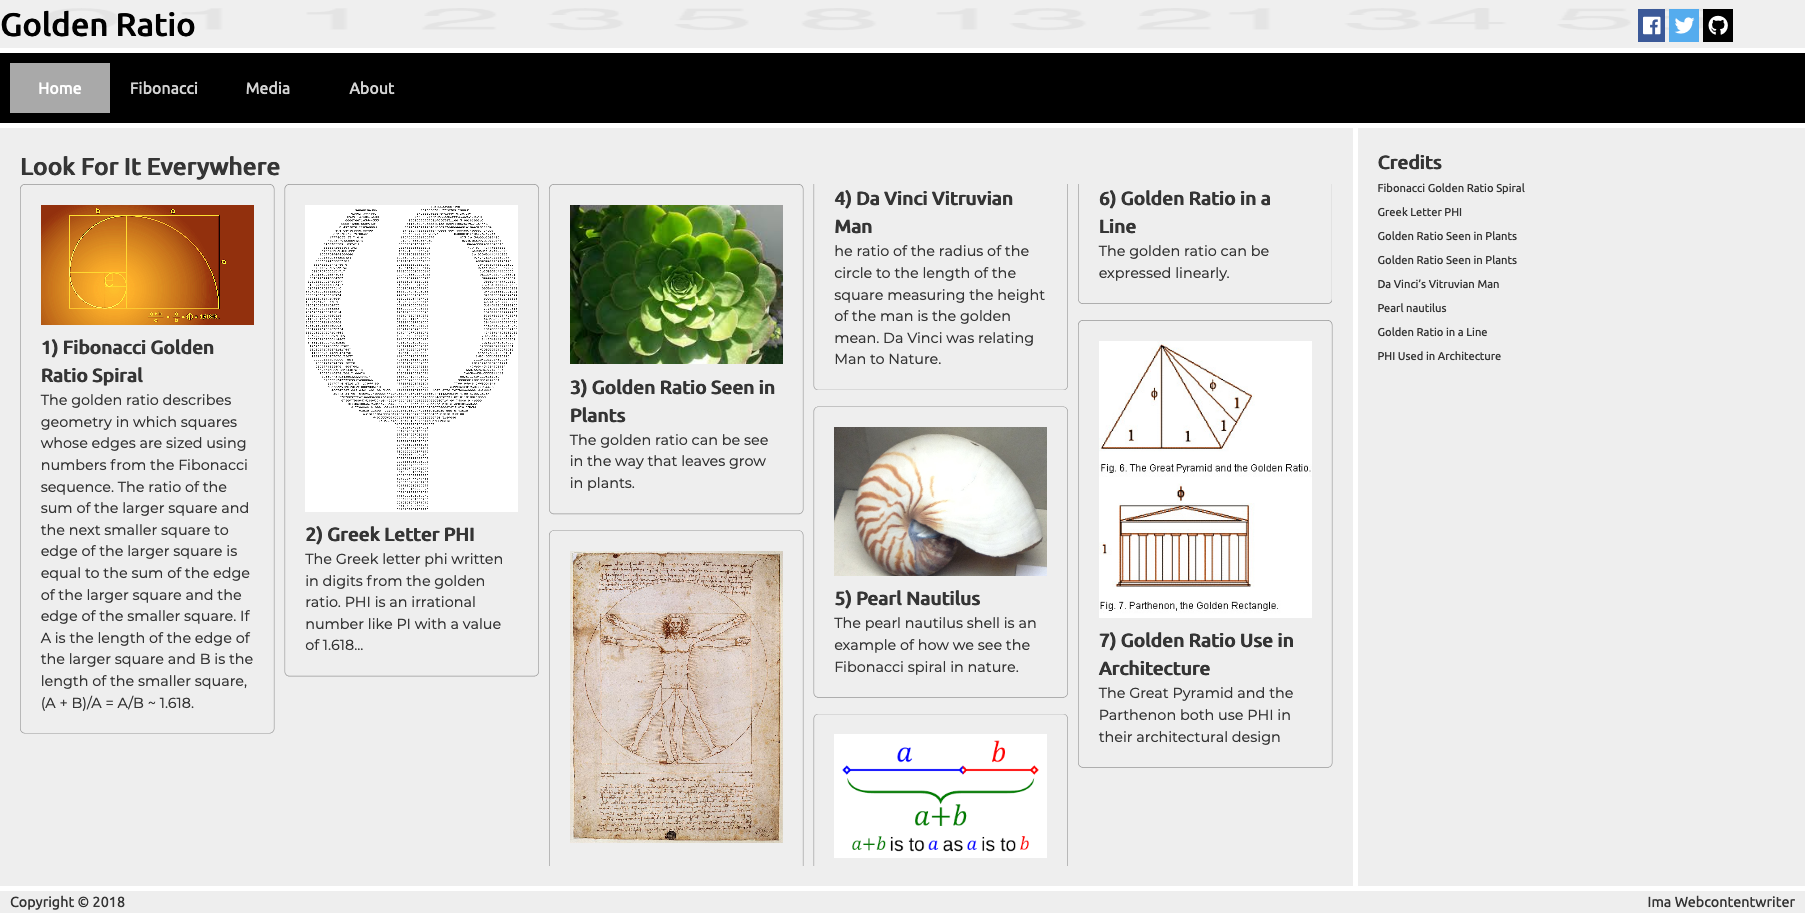 0 1 1 2 3 5 8 13 21 34 5
Golden Ratio
Home
Fibonacci
Media
About
Look For It Everywhere
1) Fibonacci Golden
Ratio Spiral
The golden ratio describes
geometry in which squares
whose edges are sized using
numbers from the Fibonacci
sequence. The ratio of the
sum of the larger square and
the next smaller square to
edge of the larger square is
equal to the sum of the edge
of the larger square and the
edge of the smaller square. If
A is the length of the edge of
the larger square and B is the
length of the smaller square,
(A + B)/A = A/B ~ 1.618.
2) Greek Letter PHI
The Greek letter phi written
in digits from the golden
ratio. PHI is an irrational
number like PI with a value
of 1.618...
3) Golden Ratio Seen in
Plants
The golden ratio can be see
in the way that leaves grow
in plants.
4) Da Vinci Vitruvian
Man
he ratio of the radius of the
circle to the length of the
square measuring the height
of the man is the golden
mean. Da Vinci was relating
Man to Nature.
5) Pearl Nautilus
The pearl nautilus shell is an
example of how we see the
Fibonacci spiral in nature.
a
b
a+b
a+b is to a as a is to b
6) Golden Ratio in a
Line
The golden ratio can be
expressed linearly.
ϕ
ϕ
1
1
1
1
Fig. 6. The Great Pyramid and the Golden Ratio.
ϕ
1
Fig. 7. Parthenon, the Golden Rectangle.
7) Golden Ratio Use in
Architecture
The Great Pyramid and the
Parthenon both use PHI in
their architectural design
Credits
Fibonacci Golden Ratio Spiral
Greek Letter PHI
Golden Ratio Seen in Plants
Golden Ratio Seen in Plants
Da Vinci's Vitruvian Man
Pearl nautilus
Golden Ratio in a Line
PHI Used in Architecture
Copyright © 2018
Ima Webcontentwriter